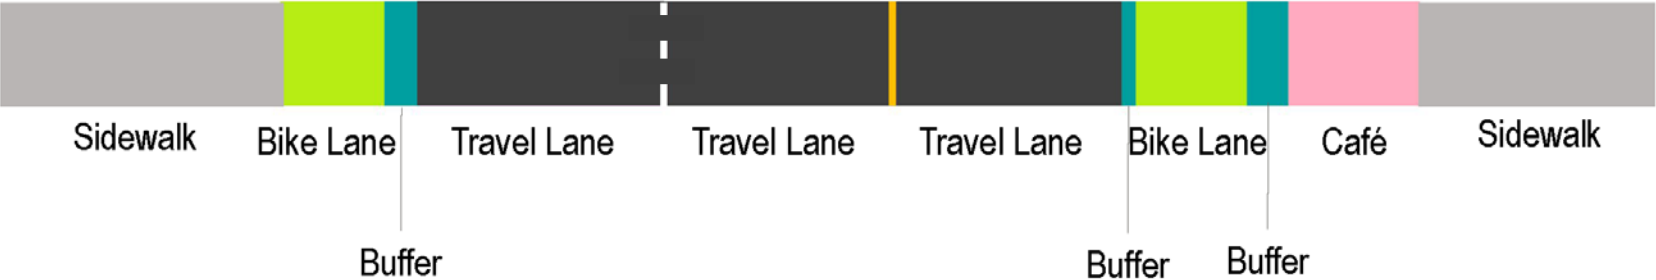 Sidewalk
Bike Lane
Travel Lane
Travel Lane
Travel Lane
Bike Lane
Café
Sidewalk
Buffer
Buffer
Buffer